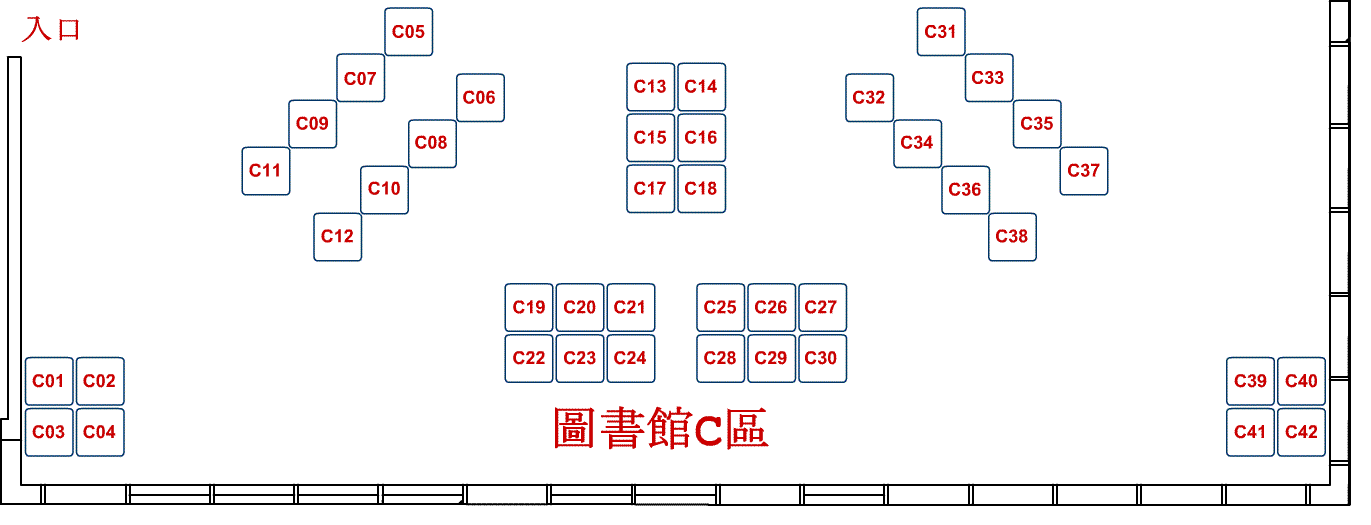 入口
C05
C07
C09
C11
C06
C08
C10
C12
C13 C14
C15 C16
C17 C18
C31
C33
C35
C37
C32
C34
C36
C38
C19 C20 C21
C22 C23 C24
C25 C26 C27
C28 C29 C30
C01 C02
C03 C04
C39 C40
C41 C42
圖書館C區